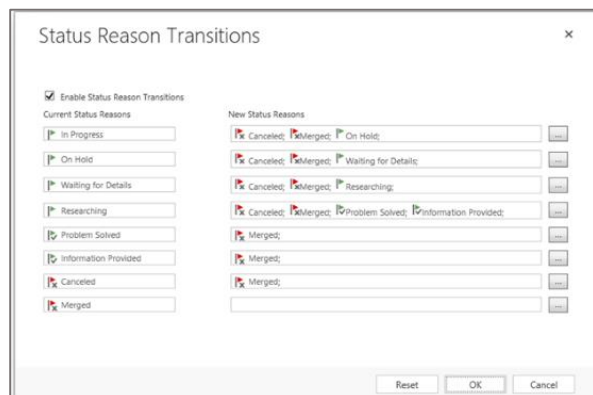 Status Reason Transitions
Enable Status Reason Transitions
Current Status Reasons New Status Reasons
In Progress Canceled; Merged; On Hold; ...
On Hold Canceled; Merged; Waiting for Details; ...
Waiting for Details Canceled; Merged; Researching; ...
Researching Canceled; Merged; Problem Solved; Information Provided; ...
Problem Solved Merged; ...
Information Provided Merged; ...
Canceled Merged; ...
Merged ...
Reset OK Cancel